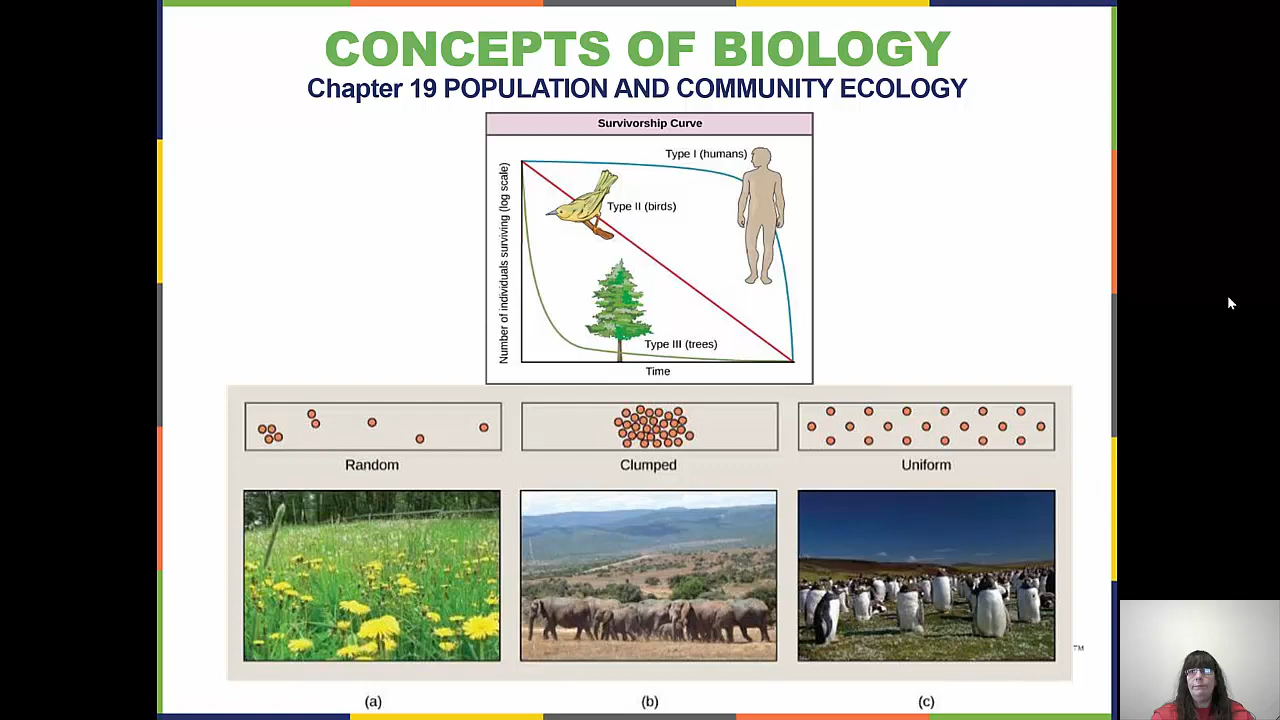 CONCEPTS OF BIOLOGY
Chapter 19 POPULATION AND COMMUNITY ECOLOGY
Survivorship Curve
Number of individuals surviving (log scale)
Type I (humans)
Type II (birds)
Type III (trees)
Time
Random
Clumped
Uniform
TM
(a)
(b)
(c)